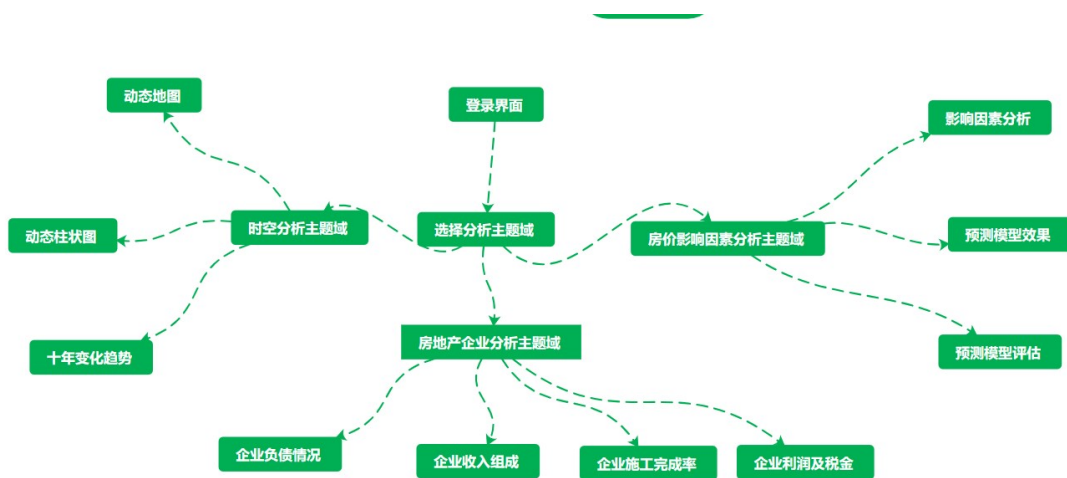 动态地图
登录界面
影响因素分析
动态柱状图
时空分析主题域
选择分析主题域
房价影响因素分析主题域
预测模型效果
十年变化趋势
房地产企业分析主题域
预测模型评估
企业负债情况
企业收入组成
企业施工完成率
企业利润及税金